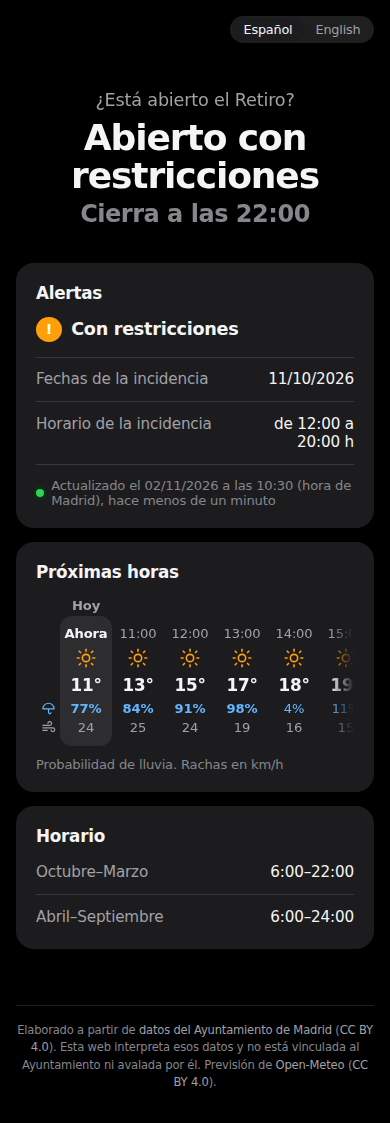 Español English
¿Está abierto el Retiro?
Abierto con
restricciones
Cierra a las 22:00
Alertas
! Con restricciones
Fechas de la incidencia 11/10/2026
Horario de la incidencia de 12:00 a
20:00 h
Actualizado el 02/11/2026 a las 10:30 (hora de
Madrid), hace menos de un minuto
Próximas horas
Hoy
Ahora 11:00 12:00 13:00 14:00
11° 13° 15° 17° 18°
77% 84% 91% 98% 4%
24 25 24 19 16
Probabilidad de lluvia. Rachas en km/h
Horario
Octubre–Marzo 6:00–22:00
Abril–Septiembre 6:00–24:00
Elaborado a partir de datos del Ayuntamiento de Madrid (CC BY
4.0). Esta web interpreta esos datos y no está vinculada al
Ayuntamiento ni avalada por él. Previsión de Open-Meteo (CC
BY 4.0).